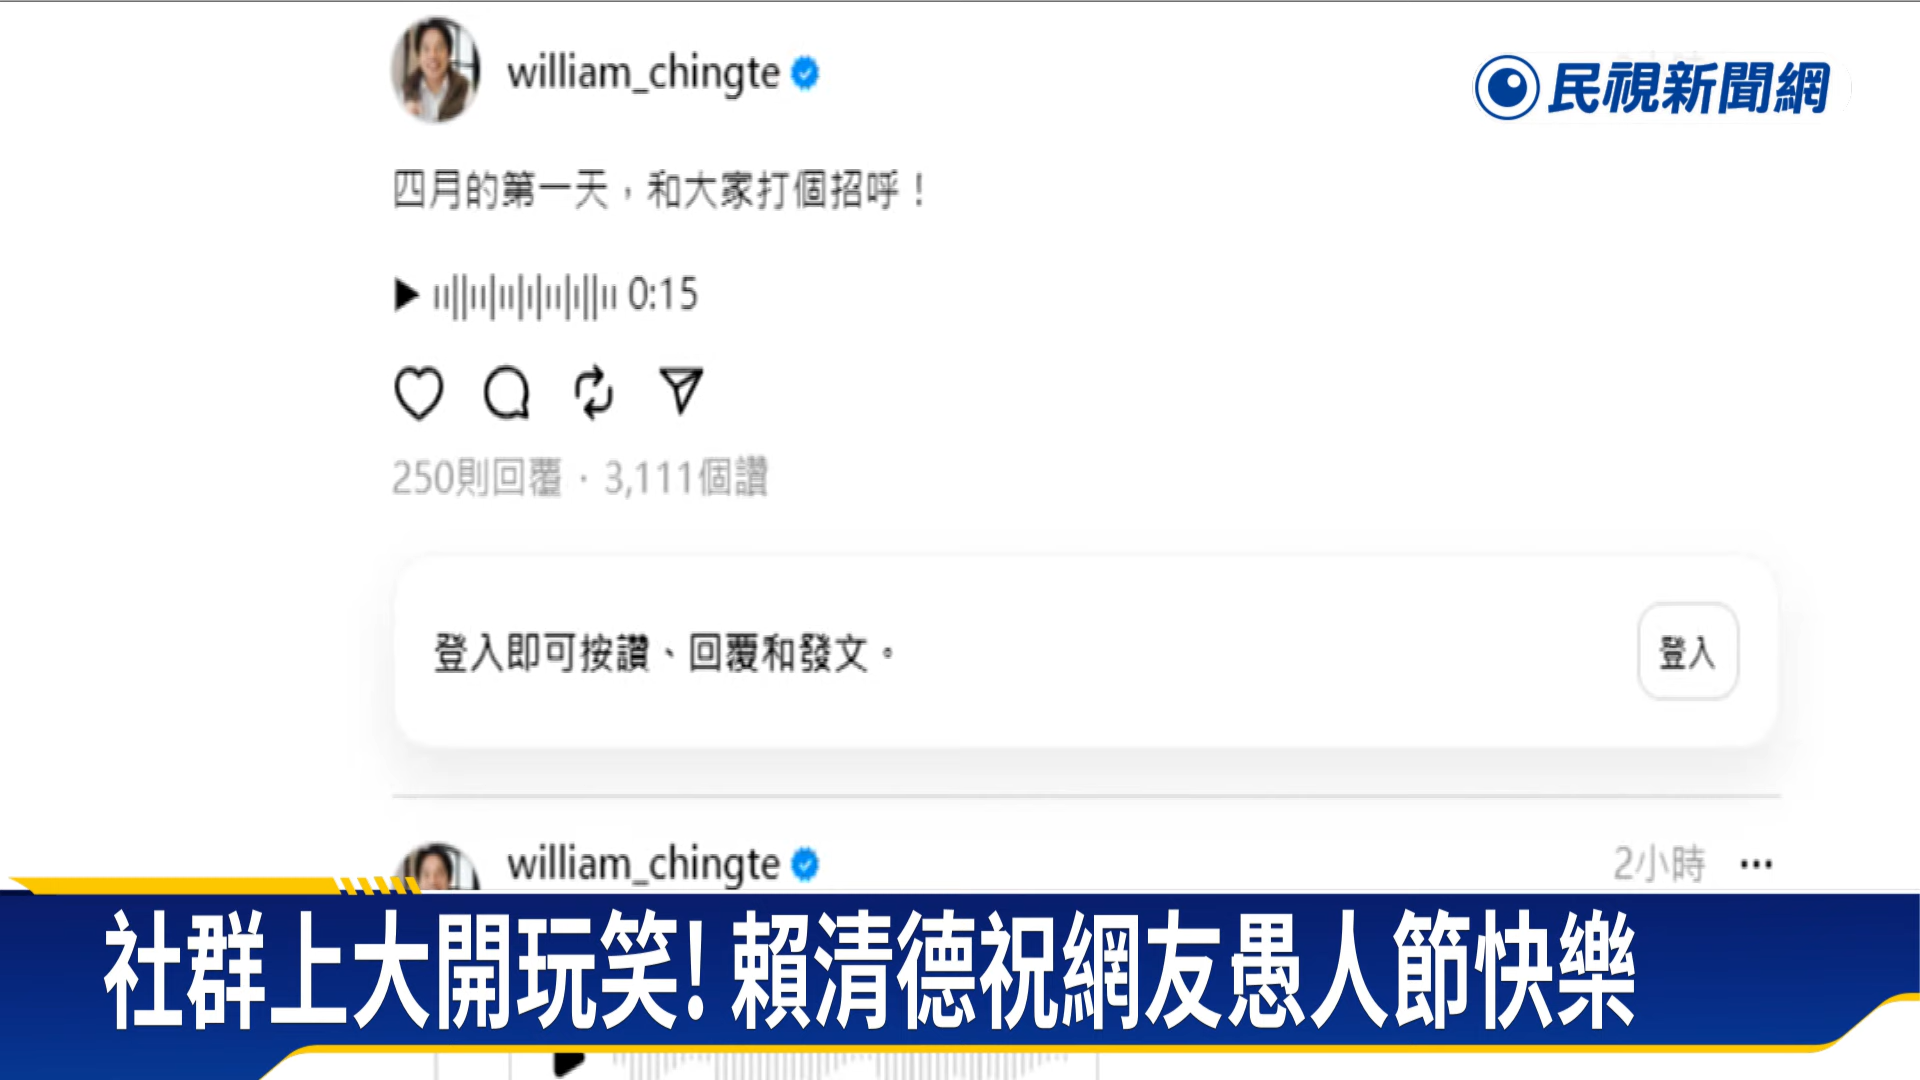 william_chingte
民視新聞網
四月的第一天，和大家打個招呼！
0:15
250則回覆 · 3,111個讚
登入即可按讚、回覆和發文。
登入
william_chingte
2小時
社群上大開玩笑! 賴清德祝網友愚人節快樂